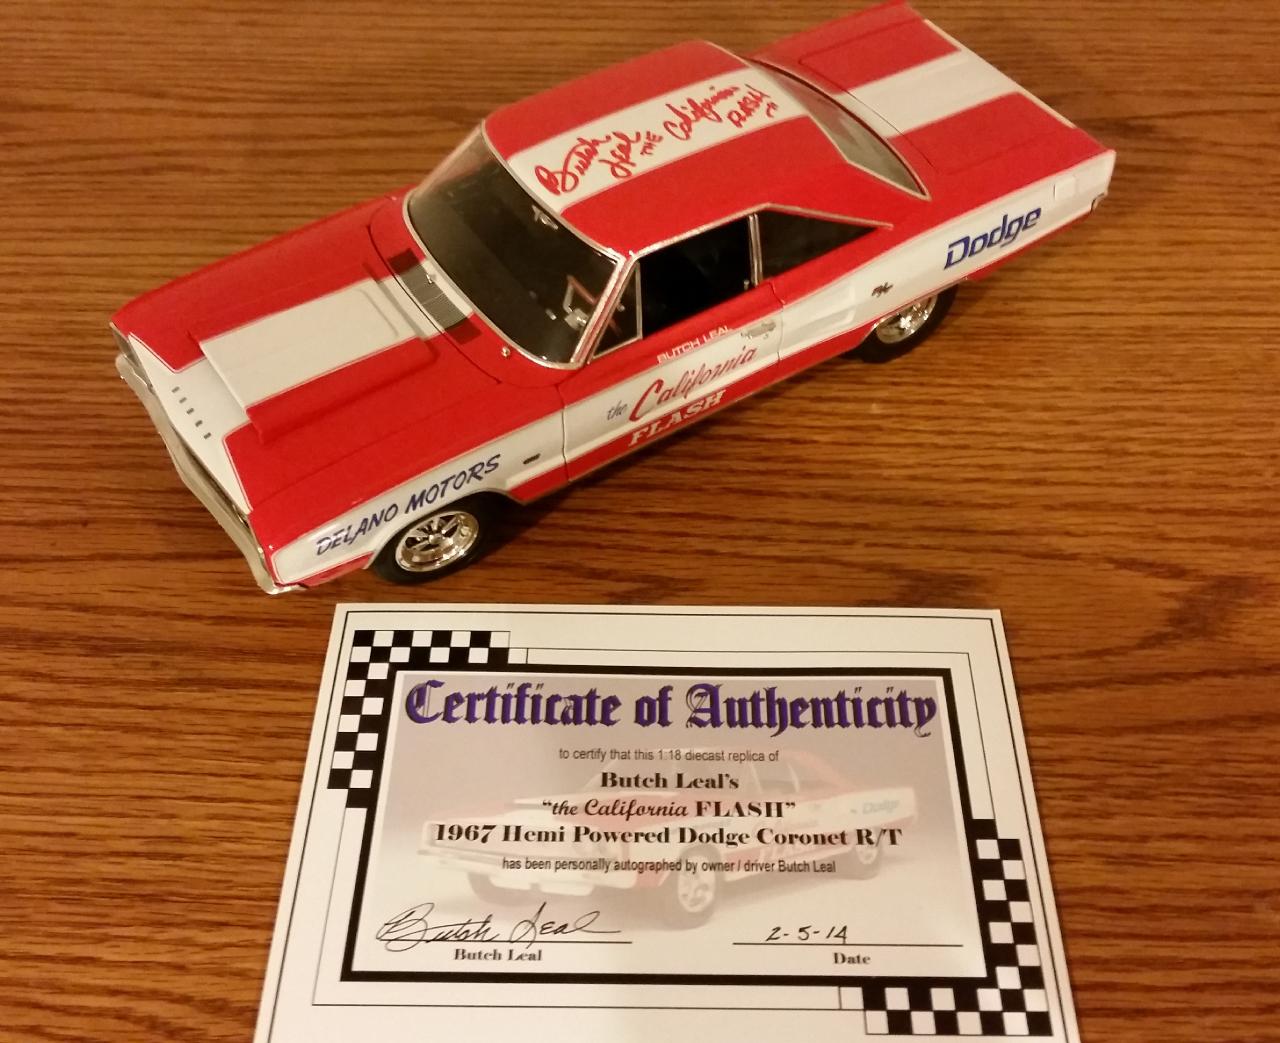 Butch
Leal
THE
California
FLASH
Dodge
R/T
BUTCH LEAL
the California
FLASH
DELANO MOTORS
Certificate of Authenticity
to certify that this 1:18 diecast replica of
Butch Leal's
"the California FLASH"
1967 Hemi Powered Dodge Coronet R/T
has been personally autographed by owner / driver Butch Leal
Butch Leal 2-5-14
Butch Leal Date